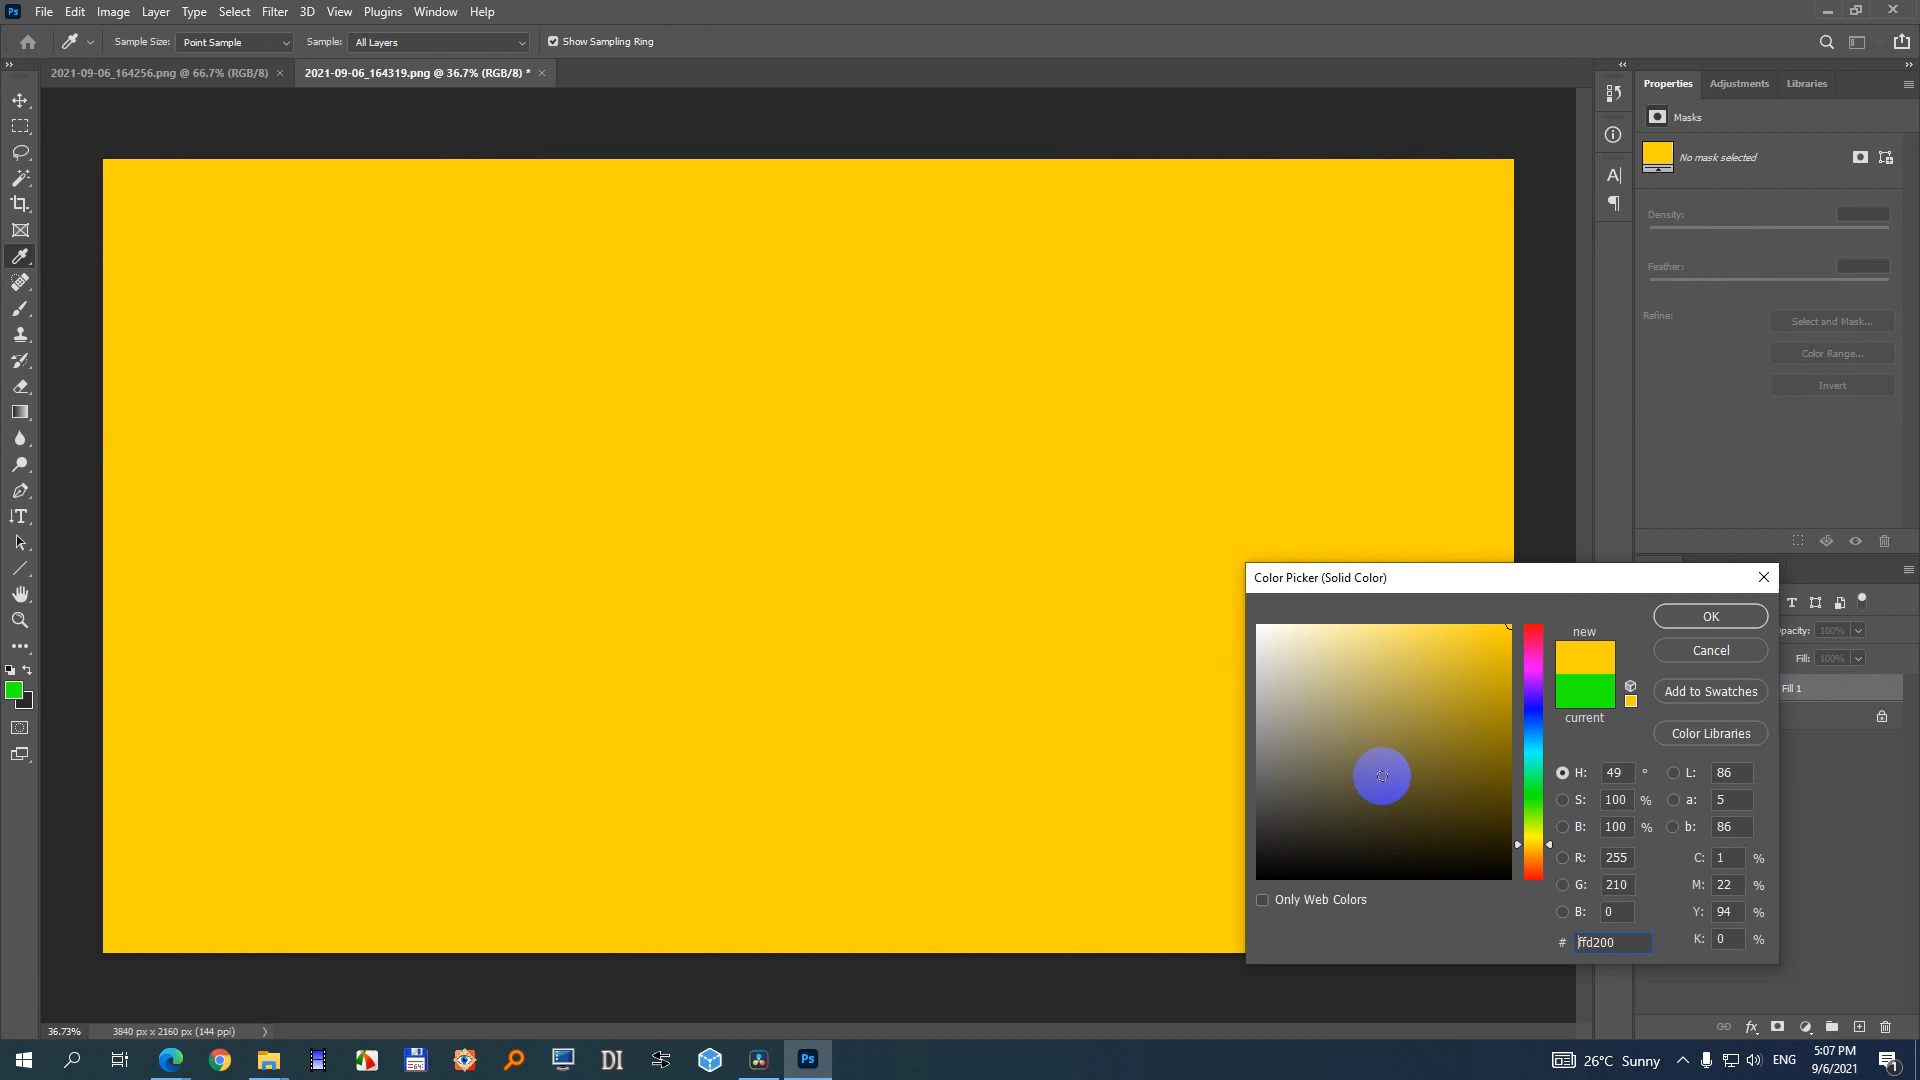 Ps File Edit Image Layer Type Select Filter 3D View Plugins Window Help
Sample Size: Point Sample Sample: All Layers Show Sampling Ring
2021-09-06_164256.png @ 66.7% (RGB/8) × 2021-09-06_164319.png @ 36.7% (RGB/8) * ×
Properties Adjustments Libraries
Masks
No mask selected
Density:
Feather:
Refine:
Select and Mask...
Color Range...
Invert
Color Picker (Solid Color)
new
current
OK
Cancel
Add to Swatches
Color Libraries
H: 49 ° L: 86
S: 100 % a: 5
B: 100 % b: 86
R: 255 C: 1 %
G: 210 M: 22 %
B: 0 Y: 94 %
# ffd200 K: 0 %
Only Web Colors
pacity: 100%
Fill: 100%
Fill 1
36.73% 3840 px x 2160 px (144 ppi)
DI Ps
26°C Sunny
ENG
5:07 PM
9/6/2021
1